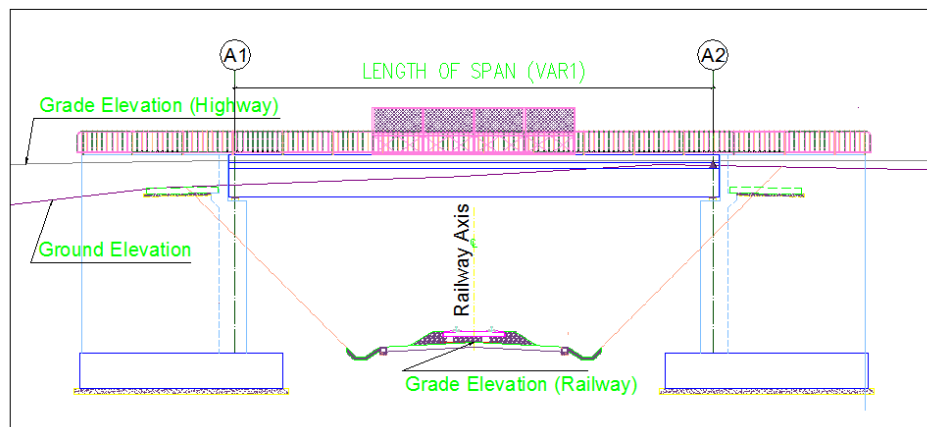 A1
A2
LENGTH OF SPAN (VAR1)
Grade Elevation (Highway)
Ground Elevation
Railway Axis
Grade Elevation (Railway)